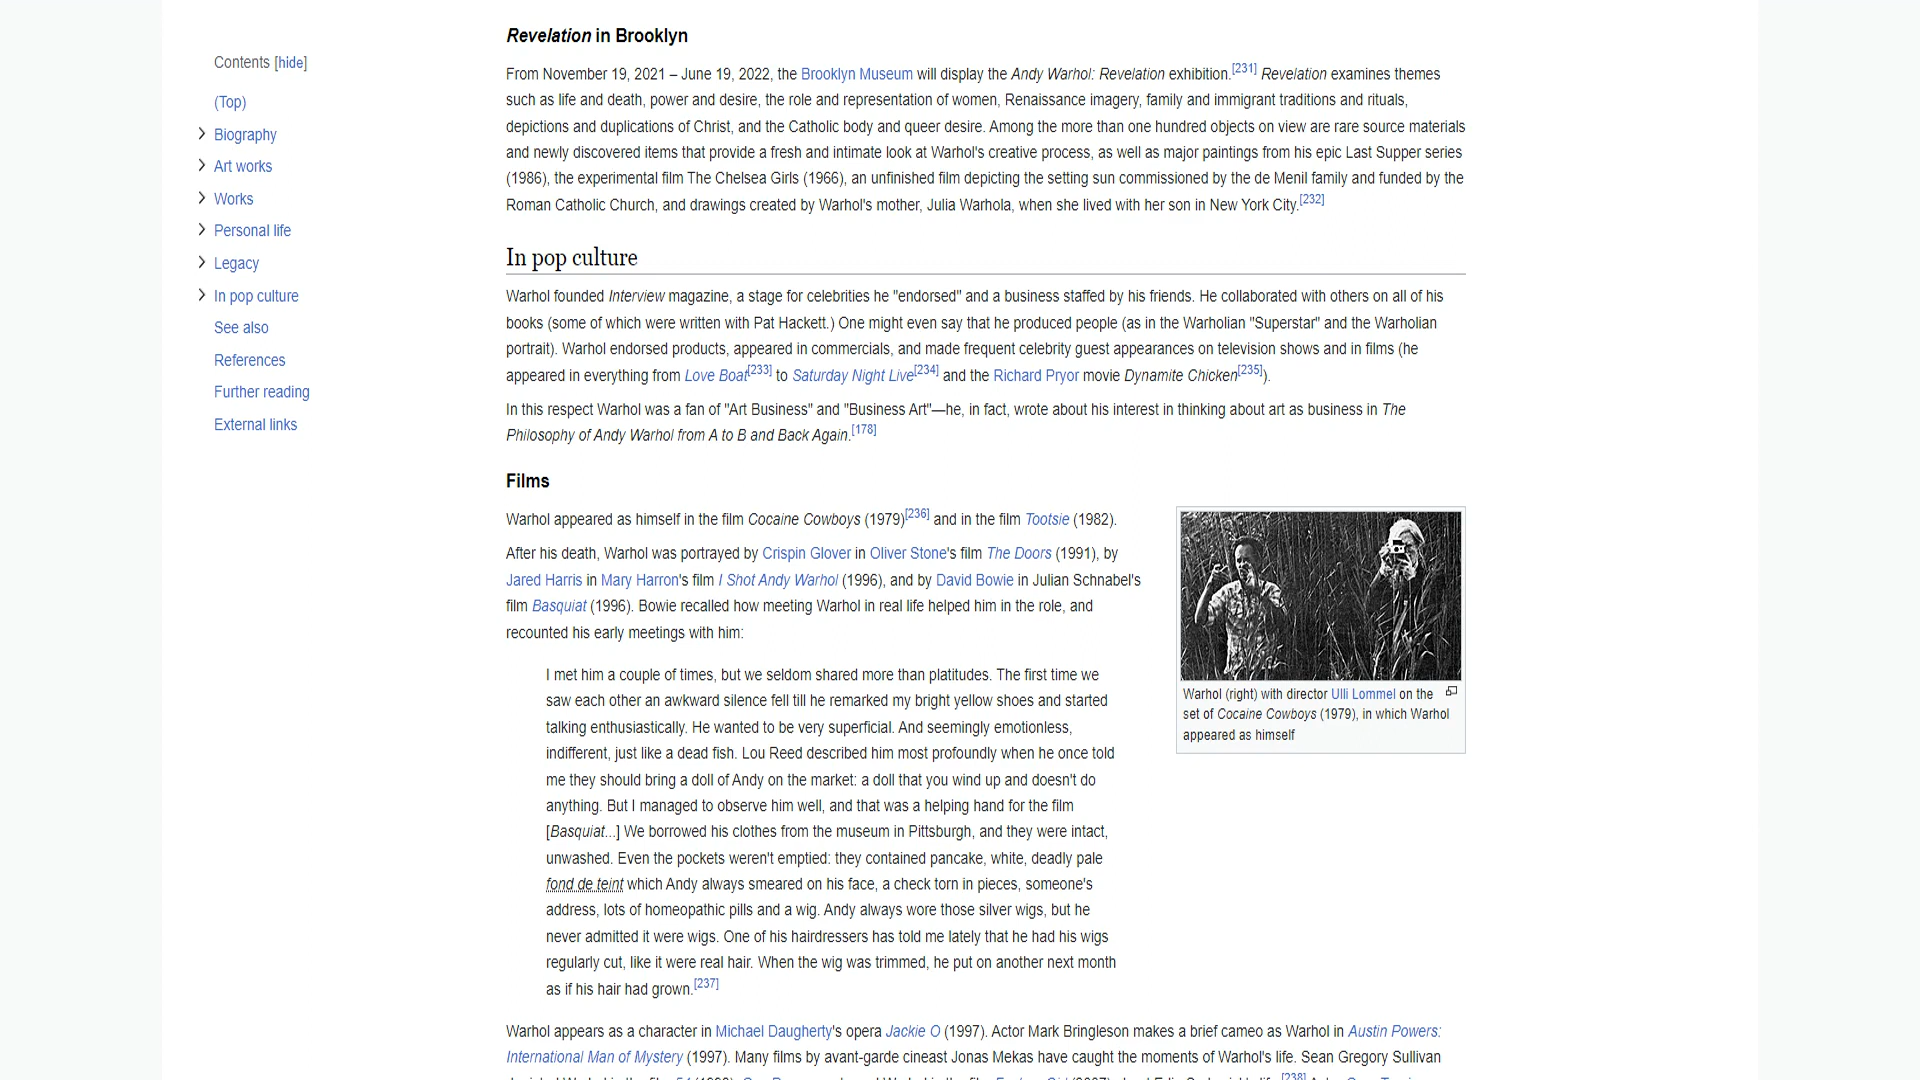 Contents [hide]
(Top)
Biography
Art works
Works
Personal life
Legacy
In pop culture
See also
References
Further reading
External links
Revelation in Brooklyn
From November 19, 2021 – June 19, 2022, the Brooklyn Museum will display the Andy Warhol: Revelation exhibition.[231] Revelation examines themes
such as life and death, power and desire, the role and representation of women, Renaissance imagery, family and immigrant traditions and rituals,
depictions and duplications of Christ, and the Catholic body and queer desire. Among the more than one hundred objects on view are rare source materials
and newly discovered items that provide a fresh and intimate look at Warhol's creative process, as well as major paintings from his epic Last Supper series
(1986), the experimental film The Chelsea Girls (1966), an unfinished film depicting the setting sun commissioned by the de Menil family and funded by the
Roman Catholic Church, and drawings created by Warhol's mother, Julia Warhola, when she lived with her son in New York City.[232]
In pop culture
Warhol founded Interview magazine, a stage for celebrities he "endorsed" and a business staffed by his friends. He collaborated with others on all of his
books (some of which were written with Pat Hackett.) One might even say that he produced people (as in the Warholian "Superstar" and the Warholian
portrait). Warhol endorsed products, appeared in commercials, and made frequent celebrity guest appearances on television shows and in films (he
appeared in everything from Love Boat[233] to Saturday Night Live[234] and the Richard Pryor movie Dynamite Chicken[235]).
In this respect Warhol was a fan of "Art Business" and "Business Art"—he, in fact, wrote about his interest in thinking about art as business in The
Philosophy of Andy Warhol from A to B and Back Again.[178]
Films
Warhol appeared as himself in the film Cocaine Cowboys (1979)[236] and in the film Tootsie (1982).
After his death, Warhol was portrayed by Crispin Glover in Oliver Stone's film The Doors (1991), by
Jared Harris in Mary Harron's film I Shot Andy Warhol (1996), and by David Bowie in Julian Schnabel's
film Basquiat (1996). Bowie recalled how meeting Warhol in real life helped him in the role, and
recounted his early meetings with him:
I met him a couple of times, but we seldom shared more than platitudes. The first time we
saw each other an awkward silence fell till he remarked my bright yellow shoes and started
talking enthusiastically. He wanted to be very superficial. And seemingly emotionless,
indifferent, just like a dead fish. Lou Reed described him most profoundly when he once told
me they should bring a doll of Andy on the market: a doll that you wind up and doesn't do
anything. But I managed to observe him well, and that was a helping hand for the film
[Basquiat...] We borrowed his clothes from the museum in Pittsburgh, and they were intact,
unwashed. Even the pockets weren't emptied: they contained pancake, white, deadly pale
fond de teint which Andy always smeared on his face, a check torn in pieces, someone's
address, lots of homeopathic pills and a wig. Andy always wore those silver wigs, but he
never admitted it were wigs. One of his hairdressers has told me lately that he had his wigs
regularly cut, like it were real hair. When the wig was trimmed, he put on another next month
as if his hair had grown.[237]
Warhol (right) with director Ulli Lommel on the
set of Cocaine Cowboys (1979), in which Warhol
appeared as himself
Warhol appears as a character in Michael Daugherty's opera Jackie O (1997). Actor Mark Bringleson makes a brief cameo as Warhol in Austin Powers:
International Man of Mystery (1997). Many films by avant-garde cineast Jonas Mekas have caught the moments of Warhol's life. Sean Gregory Sullivan